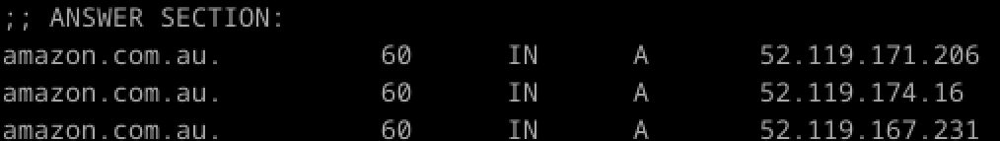 ;; ANSWER SECTION:
amazon.com.au. 60 IN A 52.119.171.206
amazon.com.au. 60 IN A 52.119.174.16
amazon.com.au. 60 IN A 52.119.167.231